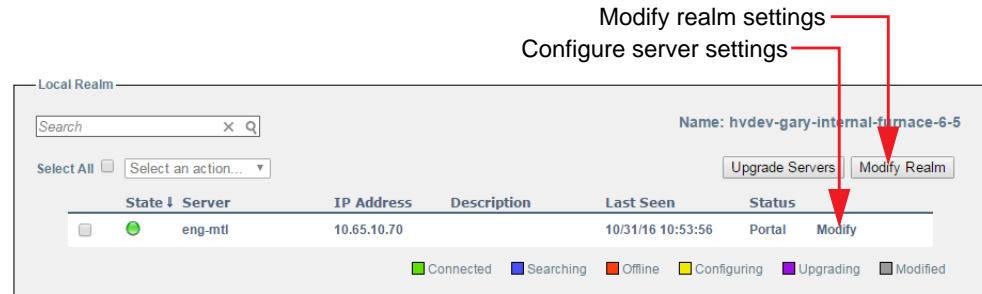 Modify realm settings
Configure server settings
Local Realm
Search
Name: hvdev-gary-internal-furnace-6-5
Select All Select an action... Upgrade Servers Modify Realm
State Server IP Address Description Last Seen Status
eng-mtl 10.65.10.70 10/31/16 10:53:56 Portal Modify
Connected Searching Offline Configuring Upgrading Modified